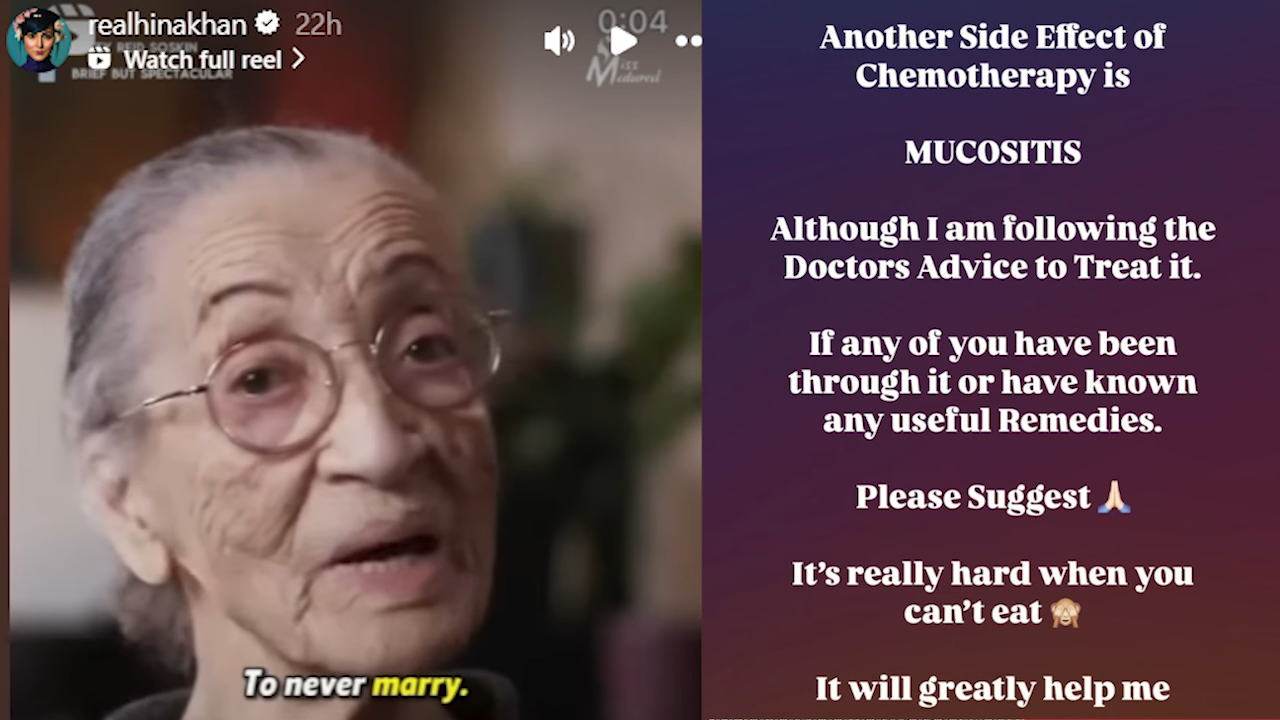 realhinakhan 22h
0:04
REID SOSKIN
Watch full reel >
BRIEF BUT SPECTACULAR
To never marry.
Another Side Effect of
Chemotherapy is
MUCOSITIS
Although I am following the
Doctors Advice to Treat it.
If any of you have been
through it or have known
any useful Remedies.
Please Suggest 🙏🏻
It’s really hard when you
can’t eat 🙈
It will greatly help me